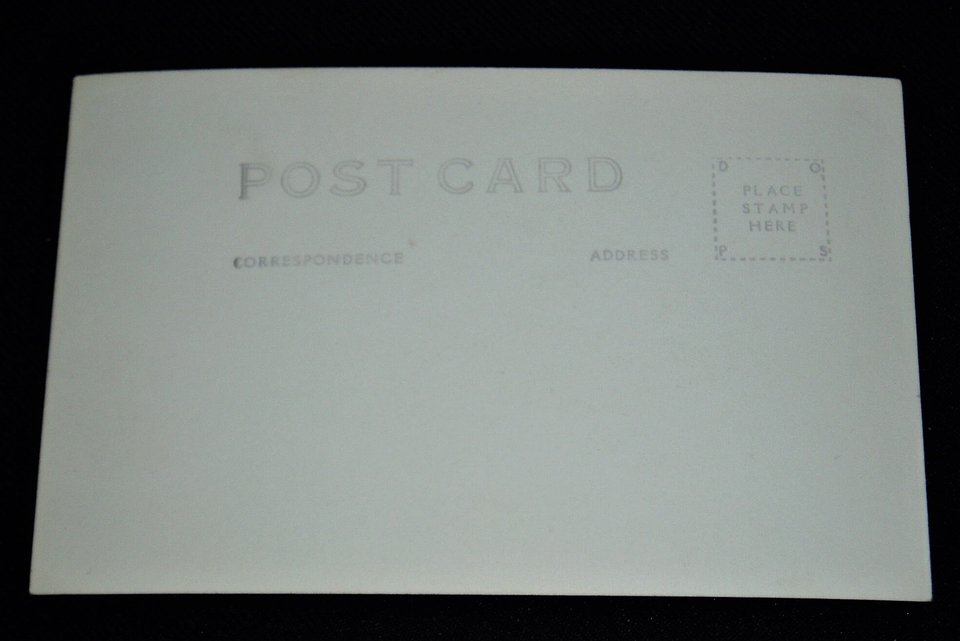 POST CARD
D O
PLACE
STAMP
HERE
P S
CORRESPONDENCE
ADDRESS